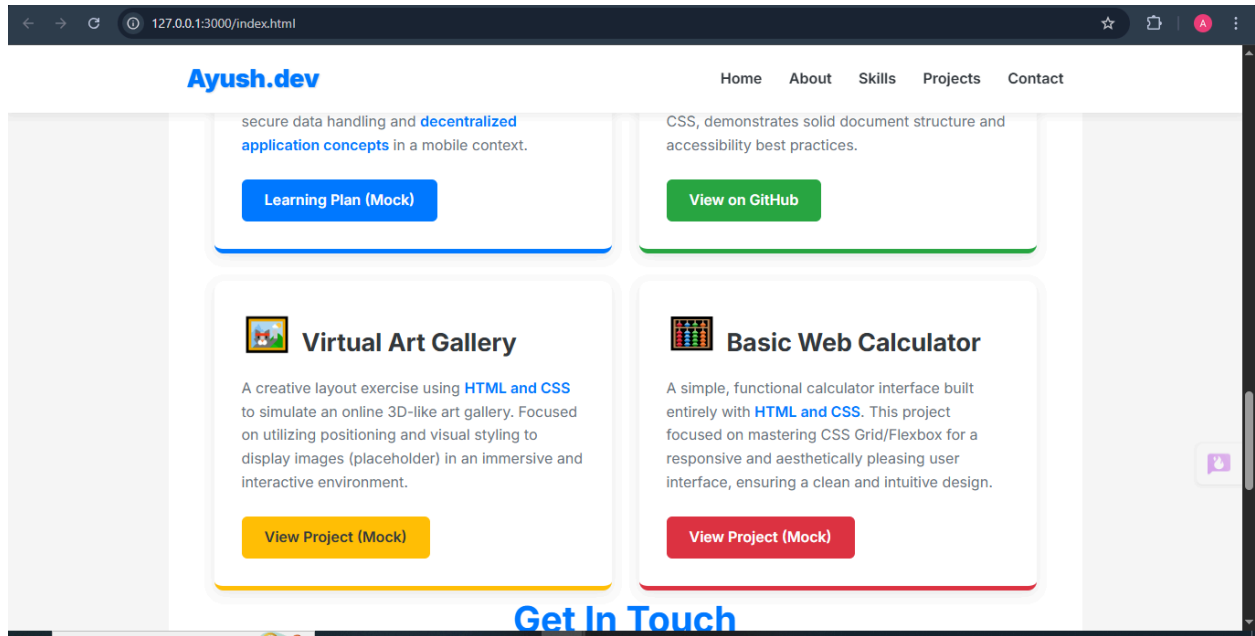 127.0.0.1:3000/index.html
A
Ayush.dev
Home About Skills Projects Contact
secure data handling and decentralized
application concepts in a mobile context.
Learning Plan (Mock)
CSS, demonstrates solid document structure and
accessibility best practices.
View on GitHub
Virtual Art Gallery
A creative layout exercise using HTML and CSS
to simulate an online 3D-like art gallery. Focused
on utilizing positioning and visual styling to
display images (placeholder) in an immersive and
interactive environment.
View Project (Mock)
Basic Web Calculator
A simple, functional calculator interface built
entirely with HTML and CSS. This project
focused on mastering CSS Grid/Flexbox for a
responsive and aesthetically pleasing user
interface, ensuring a clean and intuitive design.
View Project (Mock)
Get In Touch